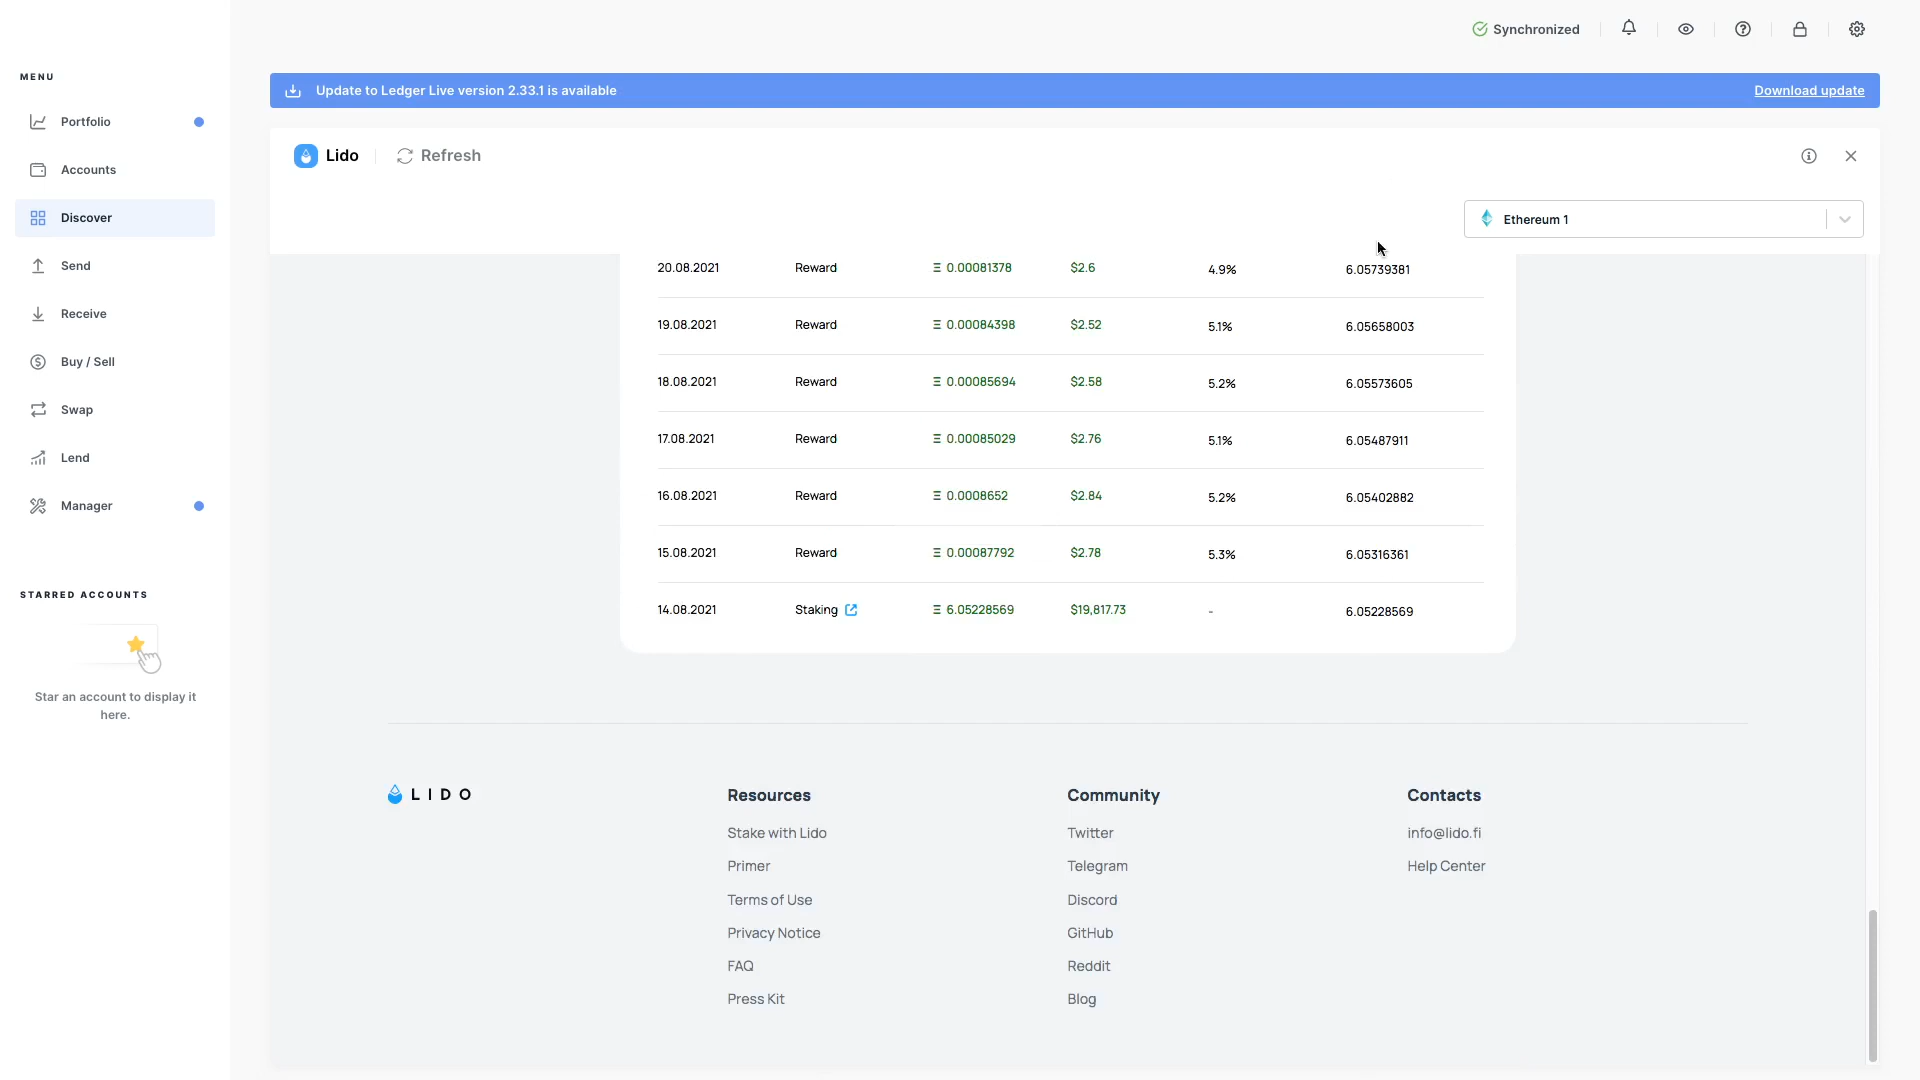 Synchronized
MENU
Update to Ledger Live version 2.33.1 is available
Download update
Portfolio
Accounts
Discover
Send
Receive
Buy / Sell
Swap
Lend
Manager
STARRED ACCOUNTS
Star an account to display it
here.
Lido
Refresh
Ethereum 1
20.08.2021 Reward Ξ 0.00081378 $2.6 4.9% 6.05739381
19.08.2021 Reward Ξ 0.00084398 $2.52 5.1% 6.05658003
18.08.2021 Reward Ξ 0.00085694 $2.58 5.2% 6.05573605
17.08.2021 Reward Ξ 0.00085029 $2.76 5.1% 6.05487911
16.08.2021 Reward Ξ 0.0008652 $2.84 5.2% 6.05402882
15.08.2021 Reward Ξ 0.00087792 $2.78 5.3% 6.05316361
14.08.2021 Staking Ξ 6.05228569 $19,817.73 - 6.05228569
LIDO
Resources
Stake with Lido
Primer
Terms of Use
Privacy Notice
FAQ
Press Kit
Community
Twitter
Telegram
Discord
GitHub
Reddit
Blog
Contacts
info@lido.fi
Help Center